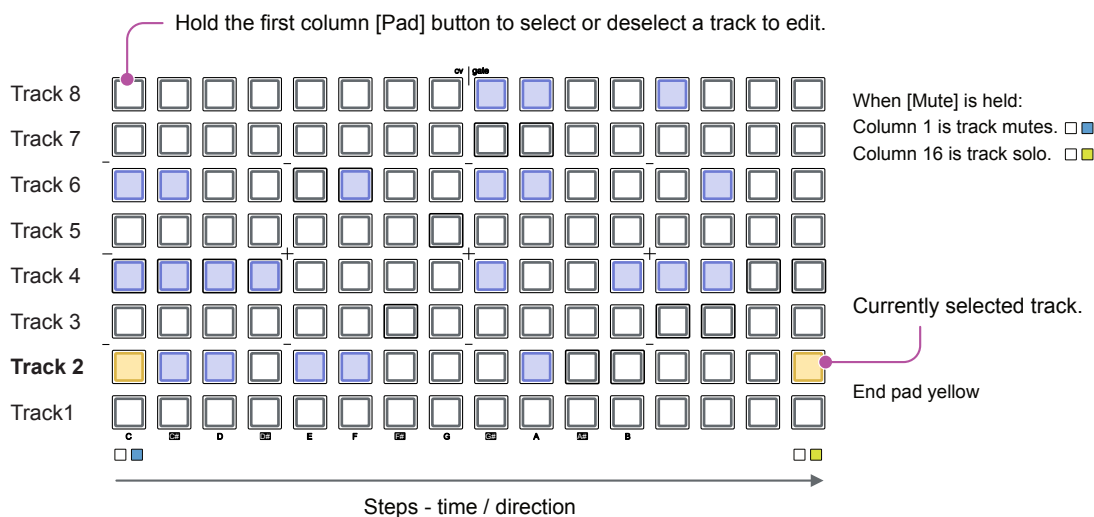 Hold the first column [Pad] button to select or deselect a track to edit.
cv | gate
Track 8
When [Mute] is held:
Column 1 is track mutes.
Track 7
Column 16 is track solo.
Track 6
Track 5
Track 4
Currently selected track.
Track 3
Track 2
End pad yellow
Track1
C C# D D# E F F# G G# A A# B
Steps - time / direction